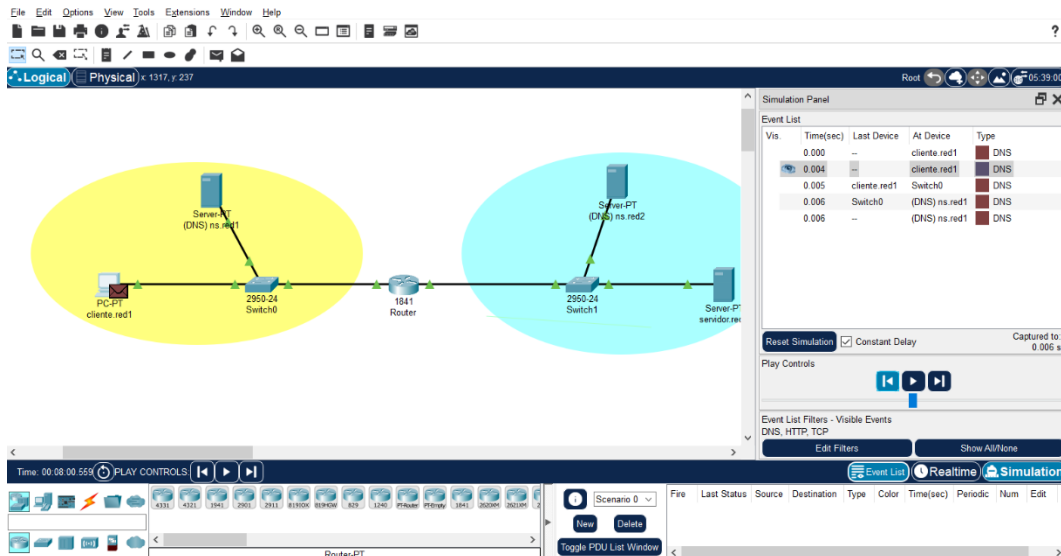 File Edit Options View Tools Extensions Window Help
?
Logical Physical x: 1317, y: 237 Root 05:39:00
Simulation Panel
Event List
Vis. Time(sec) Last Device At Device Type
0.000 -- cliente.red1 DNS
0.004 -- cliente.red1 DNS
0.005 cliente.red1 Switch0 DNS
0.006 Switch0 (DNS) ns.red1 DNS
0.006 -- (DNS) ns.red1 DNS
Server-PT
(DNS) ns.red1
Server-PT
(DNS) ns.red2
PC-PT
cliente.red1
2950-24
Switch0
1841
Router
2950-24
Switch1
Server-PT
servidor.rec
Reset Simulation Constant Delay Captured to:
0.006 s
Play Controls
Event List Filters - Visible Events
DNS, HTTP, TCP
Edit Filters Show All/None
Time: 00:08:00.559 PLAY CONTROLS: Event List Realtime Simulation
4331 4321 1941 2901 2911 819IOX 819HGW 829 1240 PT-Router PT-Empty 1841 2620XM 2621XM
Router-PT
Scenario 0
New Delete
Toggle PDU List Window
Fire Last Status Source Destination Type Color Time(sec) Periodic Num Edit